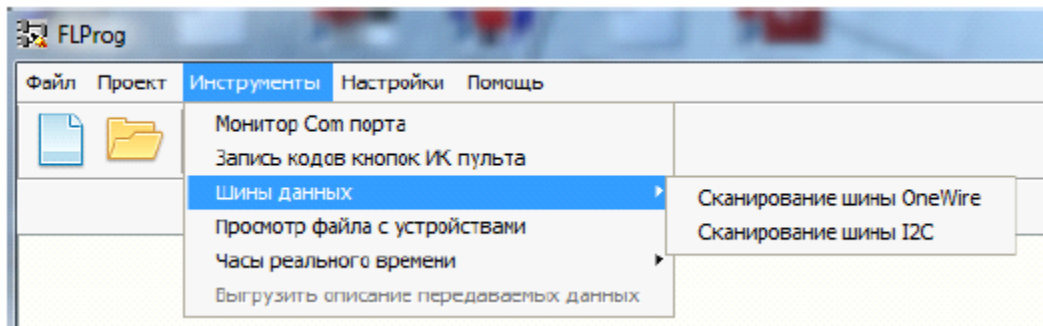 FLProg
Файл Проект Инструменты Настройки Помощь
Монитор Com порта
Запись кодов кнопок ИК пульта
Шины данных
Сканирование шины OneWire
Сканирование шины I2C
Просмотр файла с устройствами
Часы реального времени
Выгрузить описание передаваемых данных